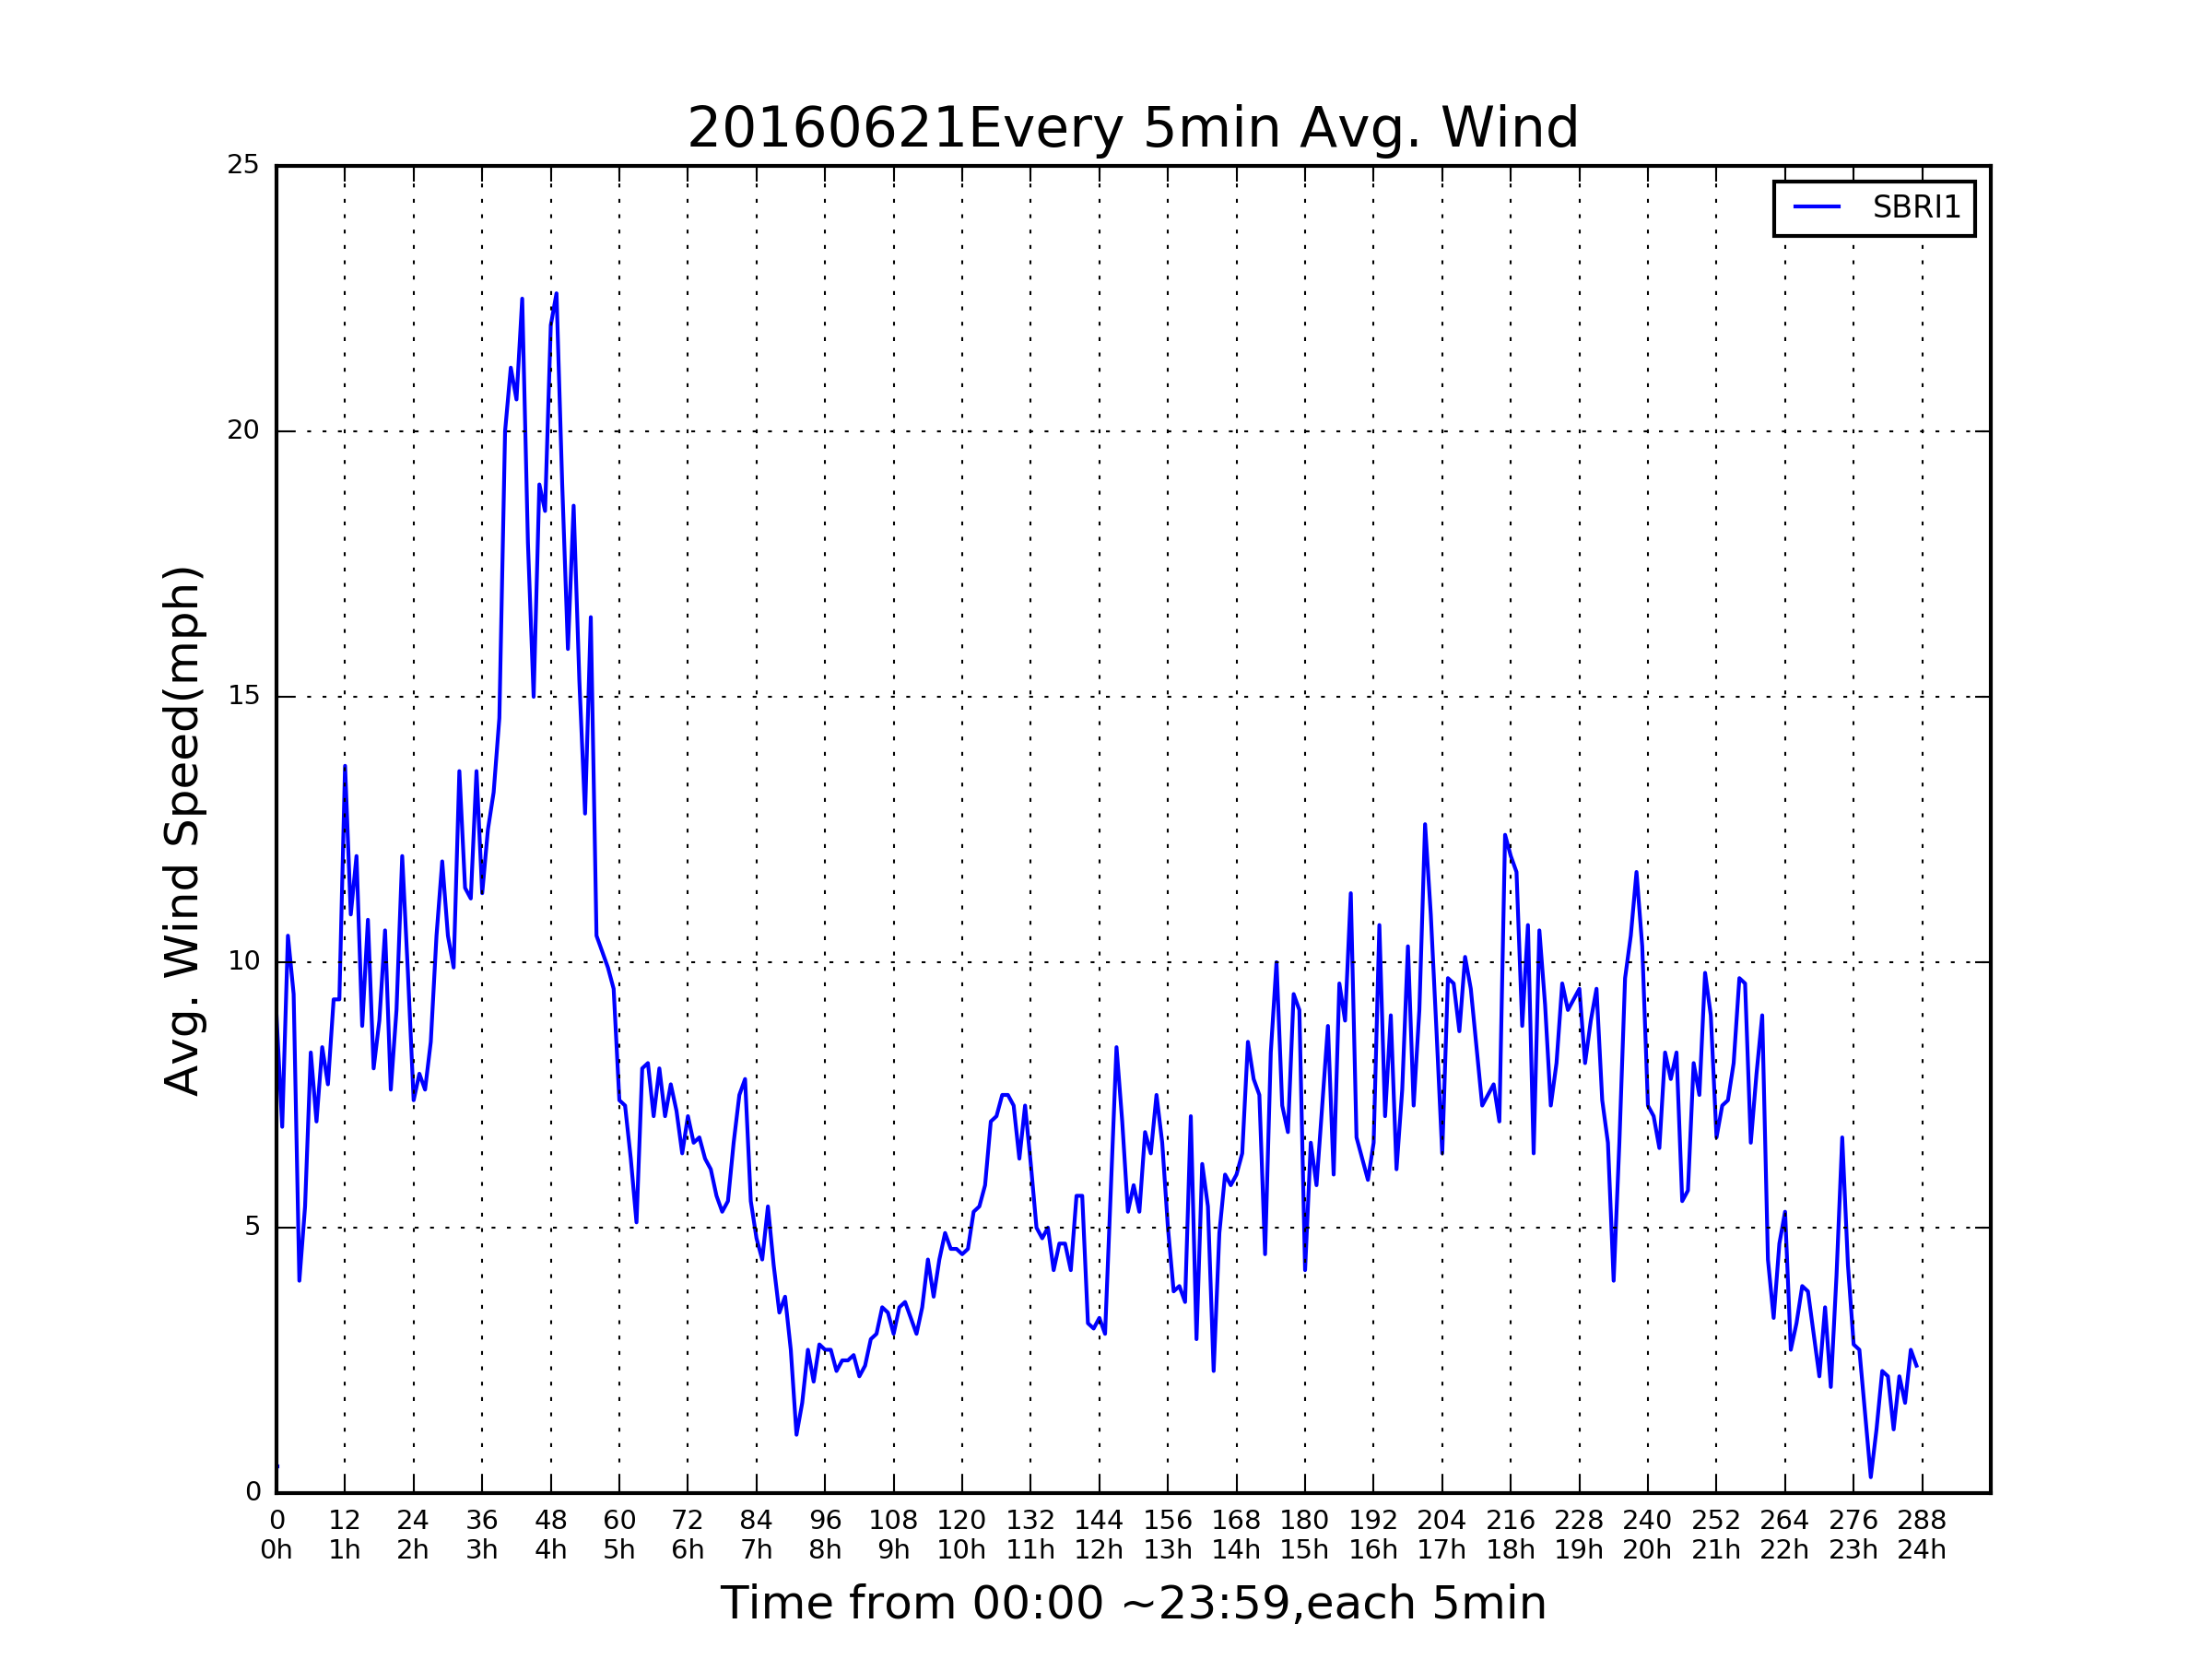 20160621Every 5min Avg. Wind
SBRI1
Avg. Wind Speed(mph)
25
20
15
10
5
0
0 12 24 36 48 60 72 84 96 108 120 132 144 156 168 180 192 204 216 228 240 252 264 276 288
0h 1h 2h 3h 4h 5h 6h 7h 8h 9h 10h 11h 12h 13h 14h 15h 16h 17h 18h 19h 20h 21h 22h 23h 24h
Time from 00:00 ~23:59,each 5min